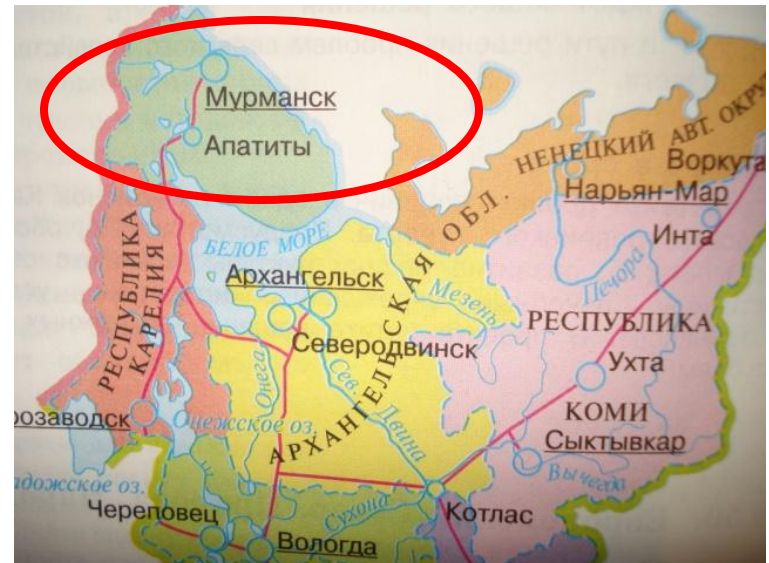 Мурманск
Апатиты
НЕНЕЦКИЙ АВТ. ОКРУГ
Воркута
Нарьян-Мар
Инта
БЕЛОЕ МОРЕ
Архангельск
Мезень
Печора
РЕСПУБЛИКА
КАРЕЛИЯ
РЕСПУБЛИКА
КОМИ
Северодвинск
АРХАНГЕЛЬСКАЯ ОБЛ.
Ухта
Онега
Сев. Двина
розаводск
Онежское оз.
Сыктывкар
Вычегда
адожское оз.
Сухона
Котлас
Череповец
Вологда